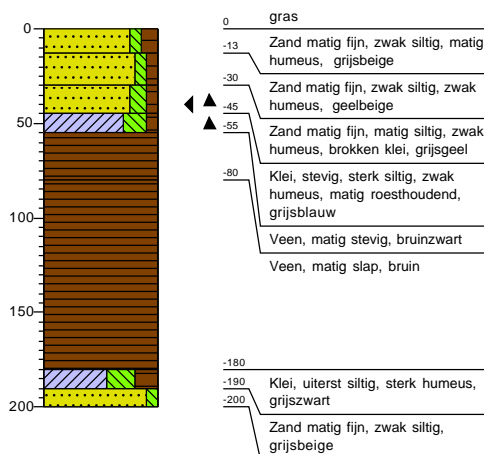 0
50
100
150
200
0
gras
-13
Zand matig fijn, zwak siltig, matig
humeus, grijsbeige
-30
Zand matig fijn, zwak siltig, zwak
humeus, geelbeige
-45
Zand matig fijn, matig siltig, zwak
humeus, brokken klei, grijsgeel
-55
Klei, stevig, sterk siltig, zwak
humeus, matig roesthoudend,
grijsblauw
-80
Veen, matig stevig, bruinzwart
Veen, matig slap, bruin
-180
-190
Klei, uiterst siltig, sterk humeus,
grijszwart
-200
Zand matig fijn, zwak siltig,
grijsbeige